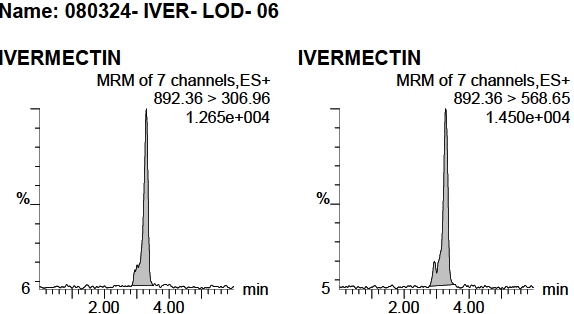 Name: 080324- IVER- LOD- 06
IVERMECTIN
MRM of 7 channels,ES+
892.36 > 306.96
1.265e+004
%
6
2.00 4.00 min
IVERMECTIN
MRM of 7 channels,ES+
892.36 > 568.65
1.450e+004
%
5
2.00 4.00 min